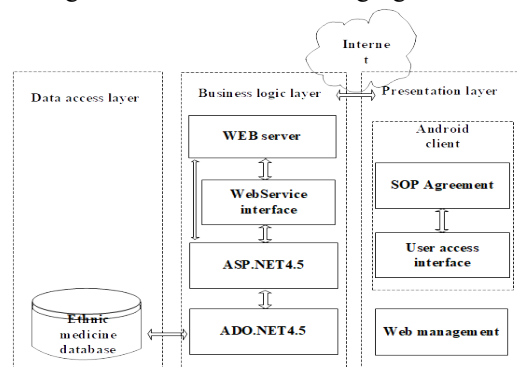 Interne
t
Data access layer
Business logic layer
Presentation layer
WEB server
WebService
interface
ASP.NET4.5
ADO.NET4.5
Ethnic
medicine
database
Android
client
SOP Agreement
User access
interface
Web management